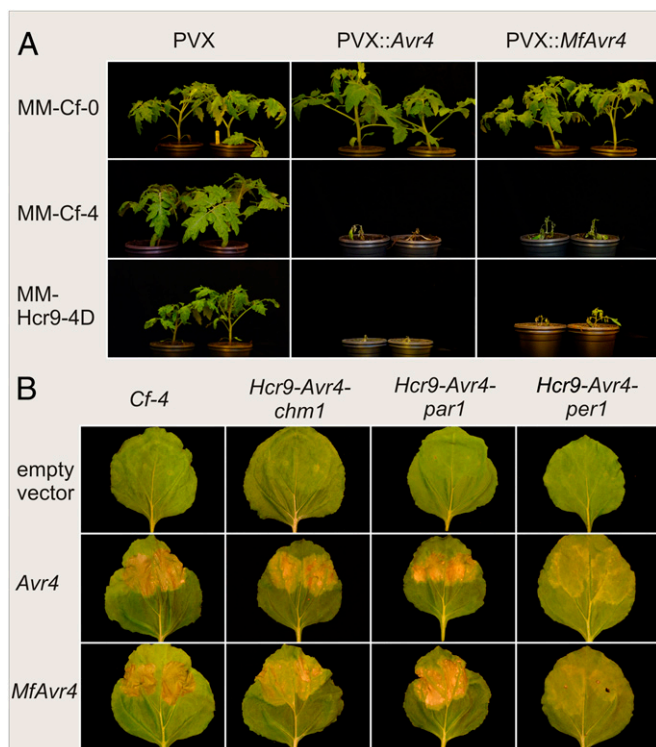 A
PVX
PVX::Avr4
PVX::MfAvr4
MM-Cf-0
MM-Cf-4
MM-
Hcr9-4D
B
Cf-4
Hcr9-Avr4-
chm1
Hcr9-Avr4-
par1
Hcr9-Avr4-
per1
empty
vector
Avr4
MfAvr4